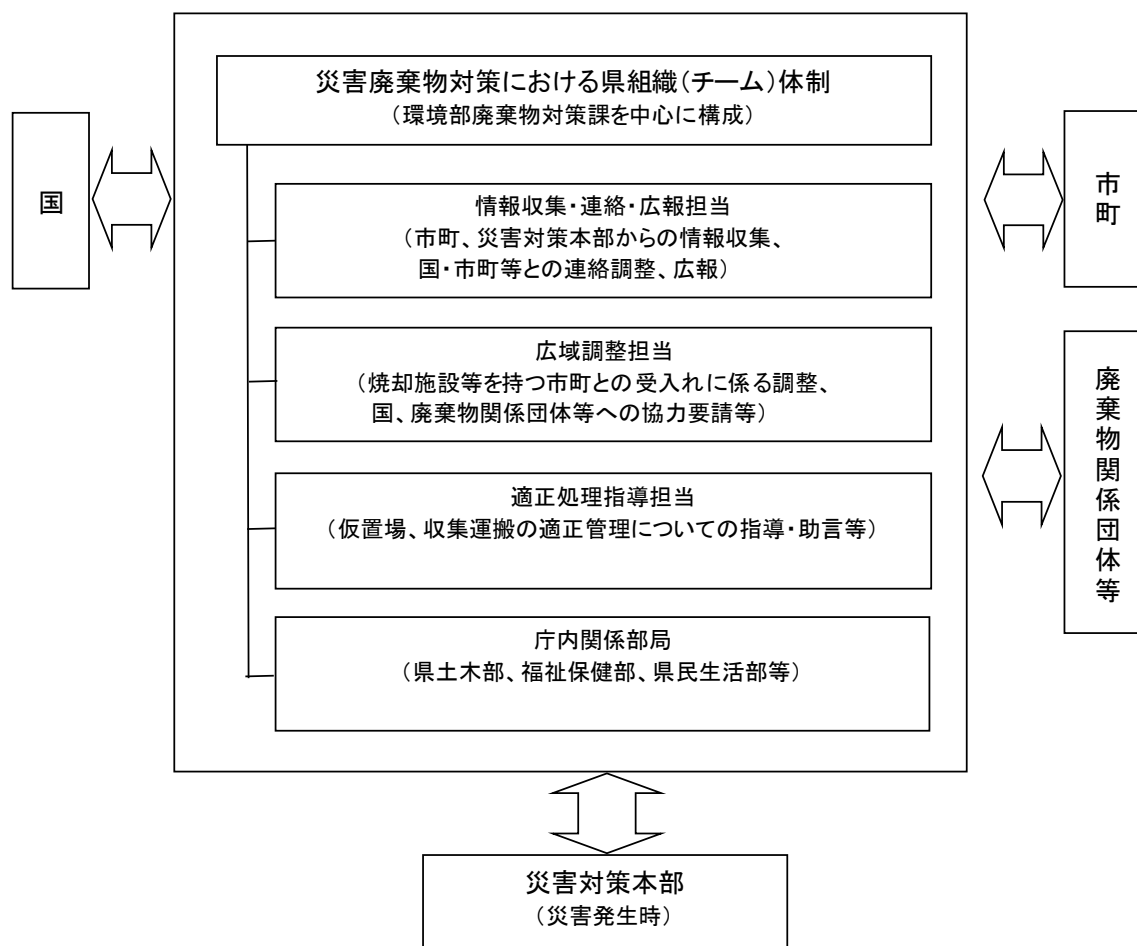 災害廃棄物対策における県組織(チーム)体制
(環境部廃棄物対策課を中心に構成)
国
市町
情報収集・連絡・広報担当
(市町、災害対策本部からの情報収集、
国・市町等との連絡調整、広報)
広域調整担当
(焼却施設等を持つ市町との受入れに係る調整、
国、廃棄物関係団体等への協力要請等)
廃棄物関係団体等
適正処理指導担当
(仮置場、収集運搬の適正管理についての指導・助言等)
庁内関係部局
(県土木部、福祉保健部、県民生活部等)
災害対策本部
(災害発生時)